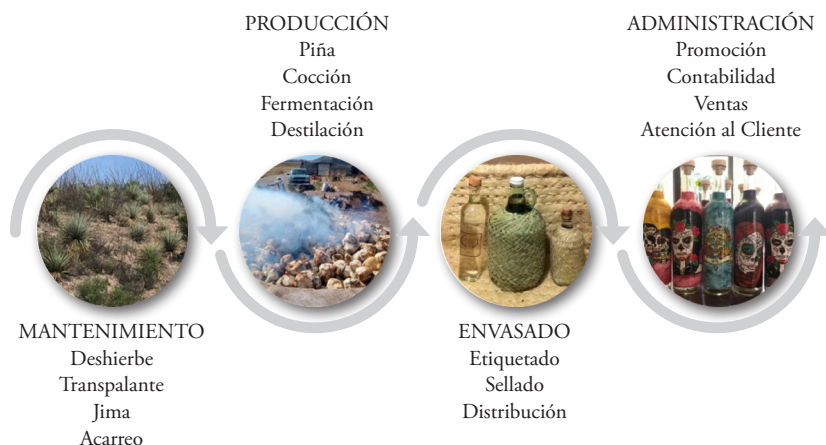 PRODUCCIÓN
Piña
Cocción
Fermentación
Destilación
ADMINISTRACIÓN
Promoción
Contabilidad
Ventas
Atención al Cliente
MANTENIMIENTO
Deshierbe
Transpalante
Jima
Acarreo
ENVASADO
Etiquetado
Sellado
Distribución